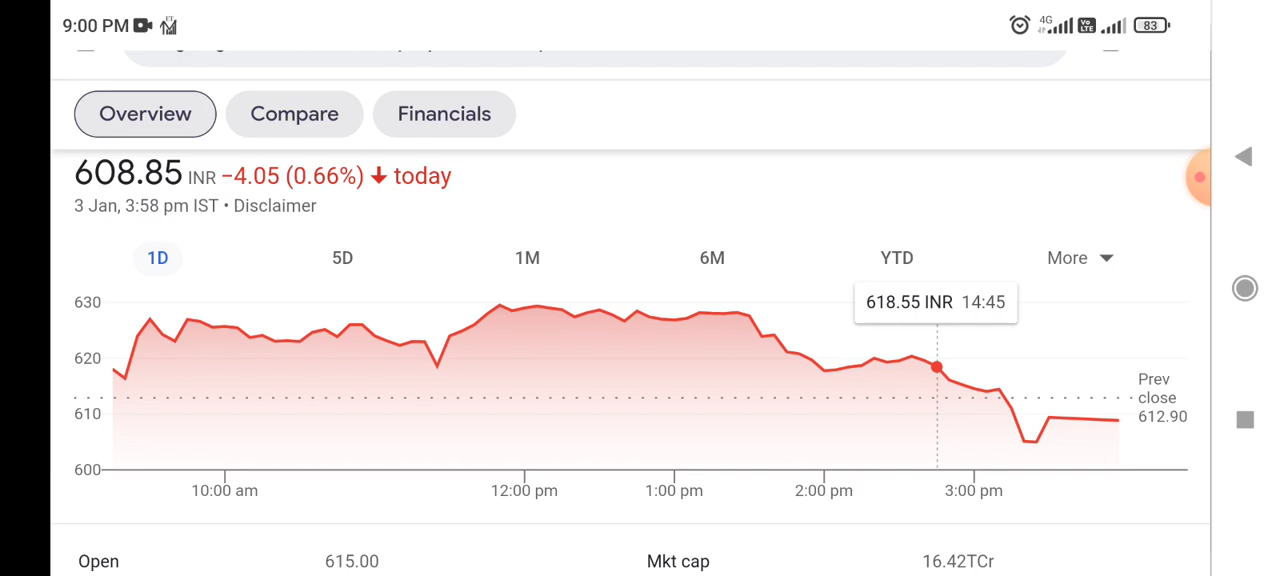 9:00 PM 4G Vo LTE 83
Overview Compare Financials
608.85 INR −4.05 (0.66%) today
3 Jan, 3:58 pm IST • Disclaimer
1D 5D 1M 6M YTD More
618.55 INR 14:45
630
620
610
600
Prev
close
612.90
10:00 am 12:00 pm 1:00 pm 2:00 pm 3:00 pm
Open 615.00 Mkt cap 16.42TCr